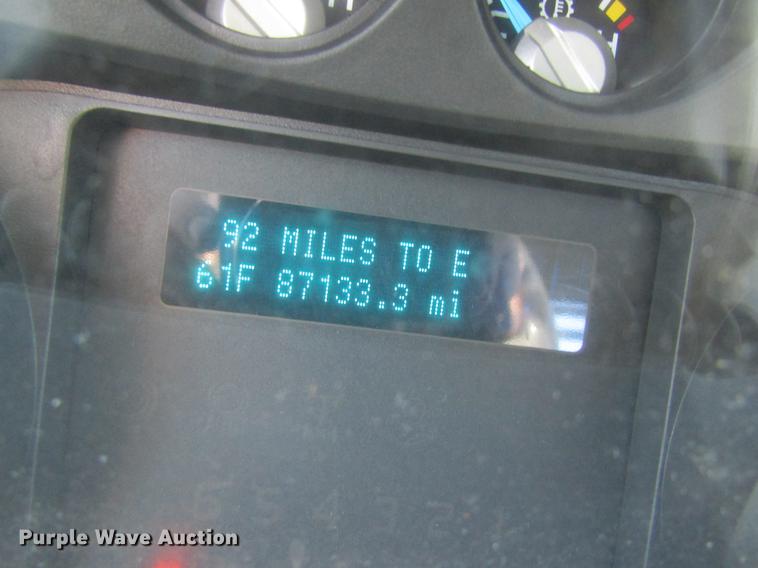 92 MILES TO E
61F 87133.3 mi
Purple Wave Auction